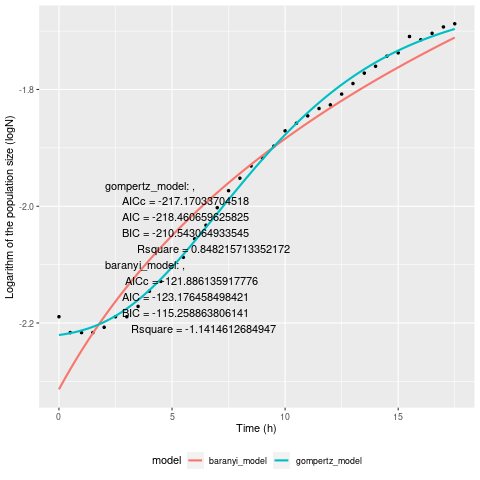 Logarithm of the population size (logN)
-1.8
-2.0
-2.2
gompertz_model: ,
AICc = -217.17033704518
AIC = -218.460659625825
BIC = -210.543064933545
Rsquare = 0.848215713352172
baranyi_model: ,
AICc = -121.886135917776
AIC = -123.176458498421
BIC = -115.258863806141
Rsquare = -1.1414612684947
0 5 10 15
Time (h)
model baranyi_model gompertz_model